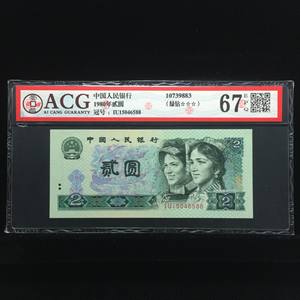 ACG
AI CANG GUARANTY
中国人民银行
1980年贰圆
冠号：IU15046588
10739883
(绿钻☆☆☆)
67 EPQ
中国人民银行
贰圆
2
2
2
IU15046588